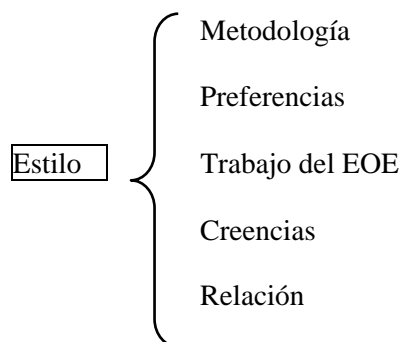 Metodología
Preferencias
Estilo
Trabajo del EOE
Creencias
Relación